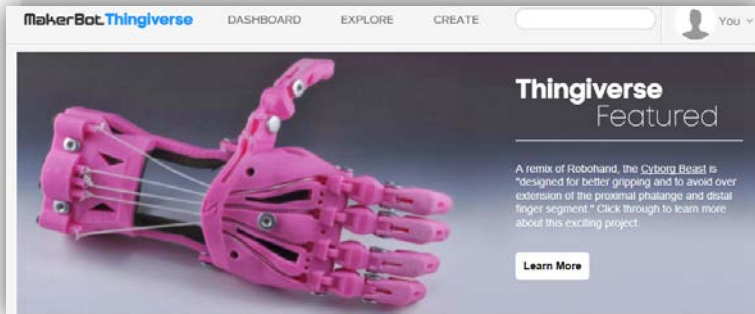 MakerBot Thingiverse DASHBOARD EXPLORE CREATE You
Thingiverse
Featured
A remix of Robohand, the Cyborg Beast is
"designed for better gripping and to avoid over
extension of the proximal phalange and distal
finger segment." Click through to learn more
about this exciting project.
Learn More